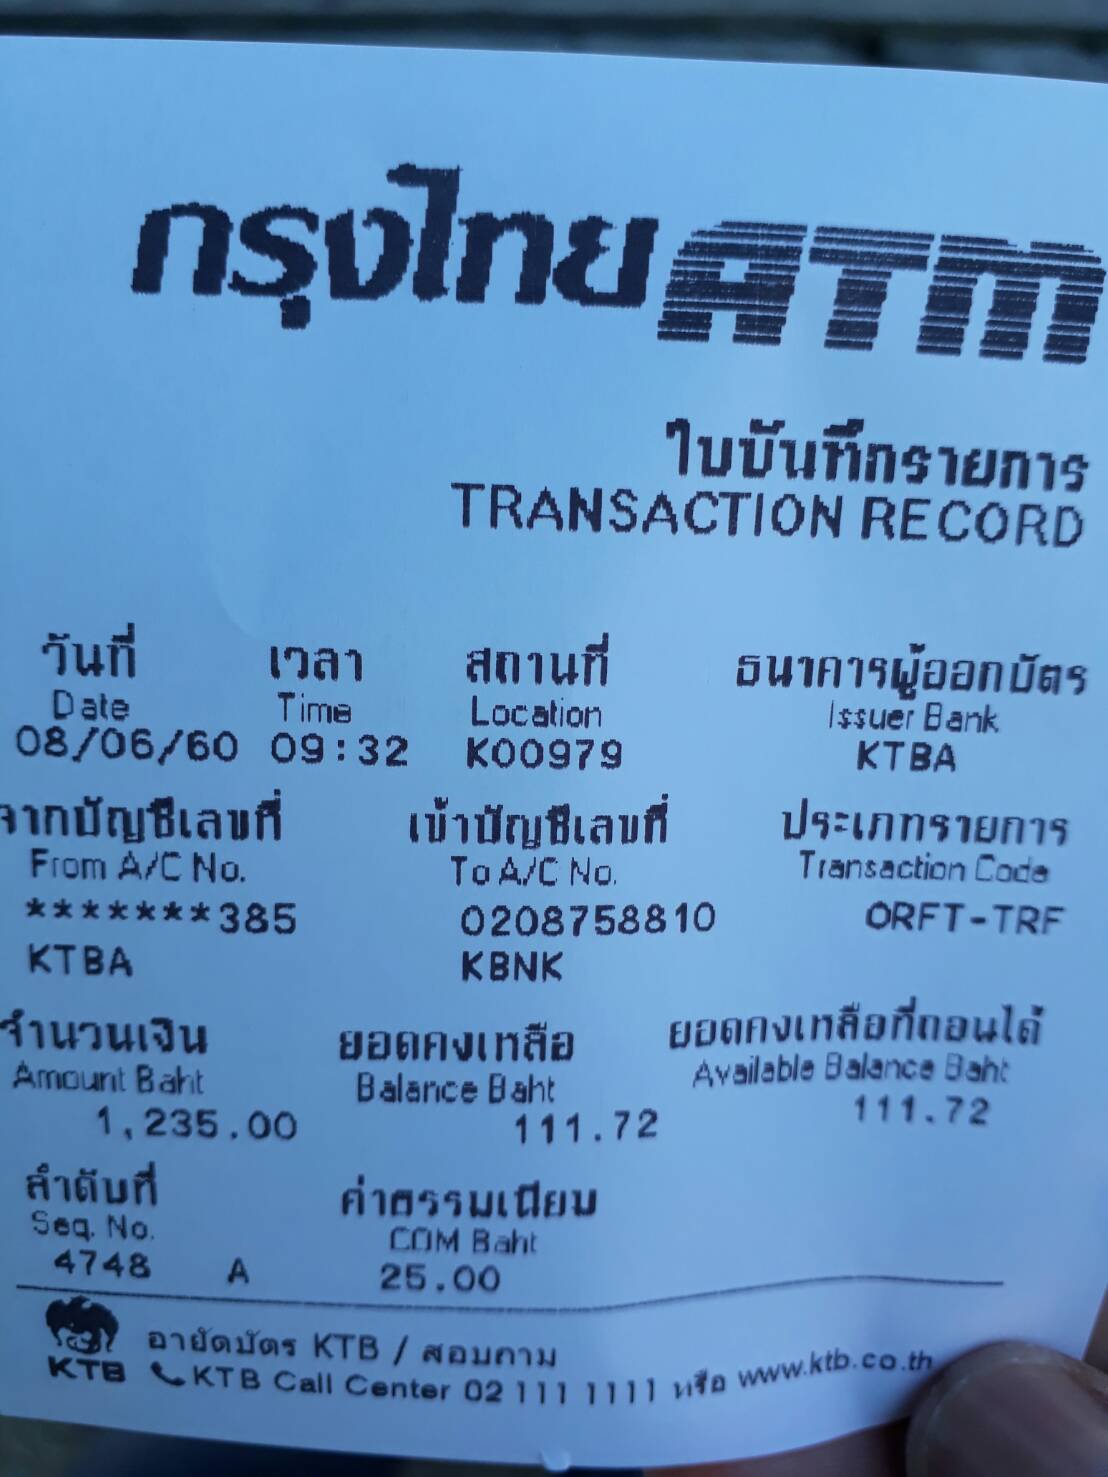 กรุงไทย ATM
ใบบันทึกรายการ
TRANSACTION RECORD
วันที่ เวลา สถานที่ ธนาคารผู้ออกบัตร
Date Time Location Issuer Bank
08/06/60 09:32 K00979 KTBA
จากบัญชีเลขที่ เข้าบัญชีเลขที่ ประเภทรายการ
From A/C No. To A/C No. Transaction Code
*******385 0208758810 ORFT-TRF
KTBA KBNK
จำนวนเงิน ยอดคงเหลือ ยอดคงเหลือที่ถอนได้
Amount Baht Balance Baht Available Balance Baht
1,235.00 111.72 111.72
ลำดับที่ ค่าธรรมเนียม
Seq. No. COM Baht
4748 A 25.00
อายัดบัตร KTB / สอบถาม
KTB KTB Call Center 02 111 1111 หรือ www.ktb.co.th